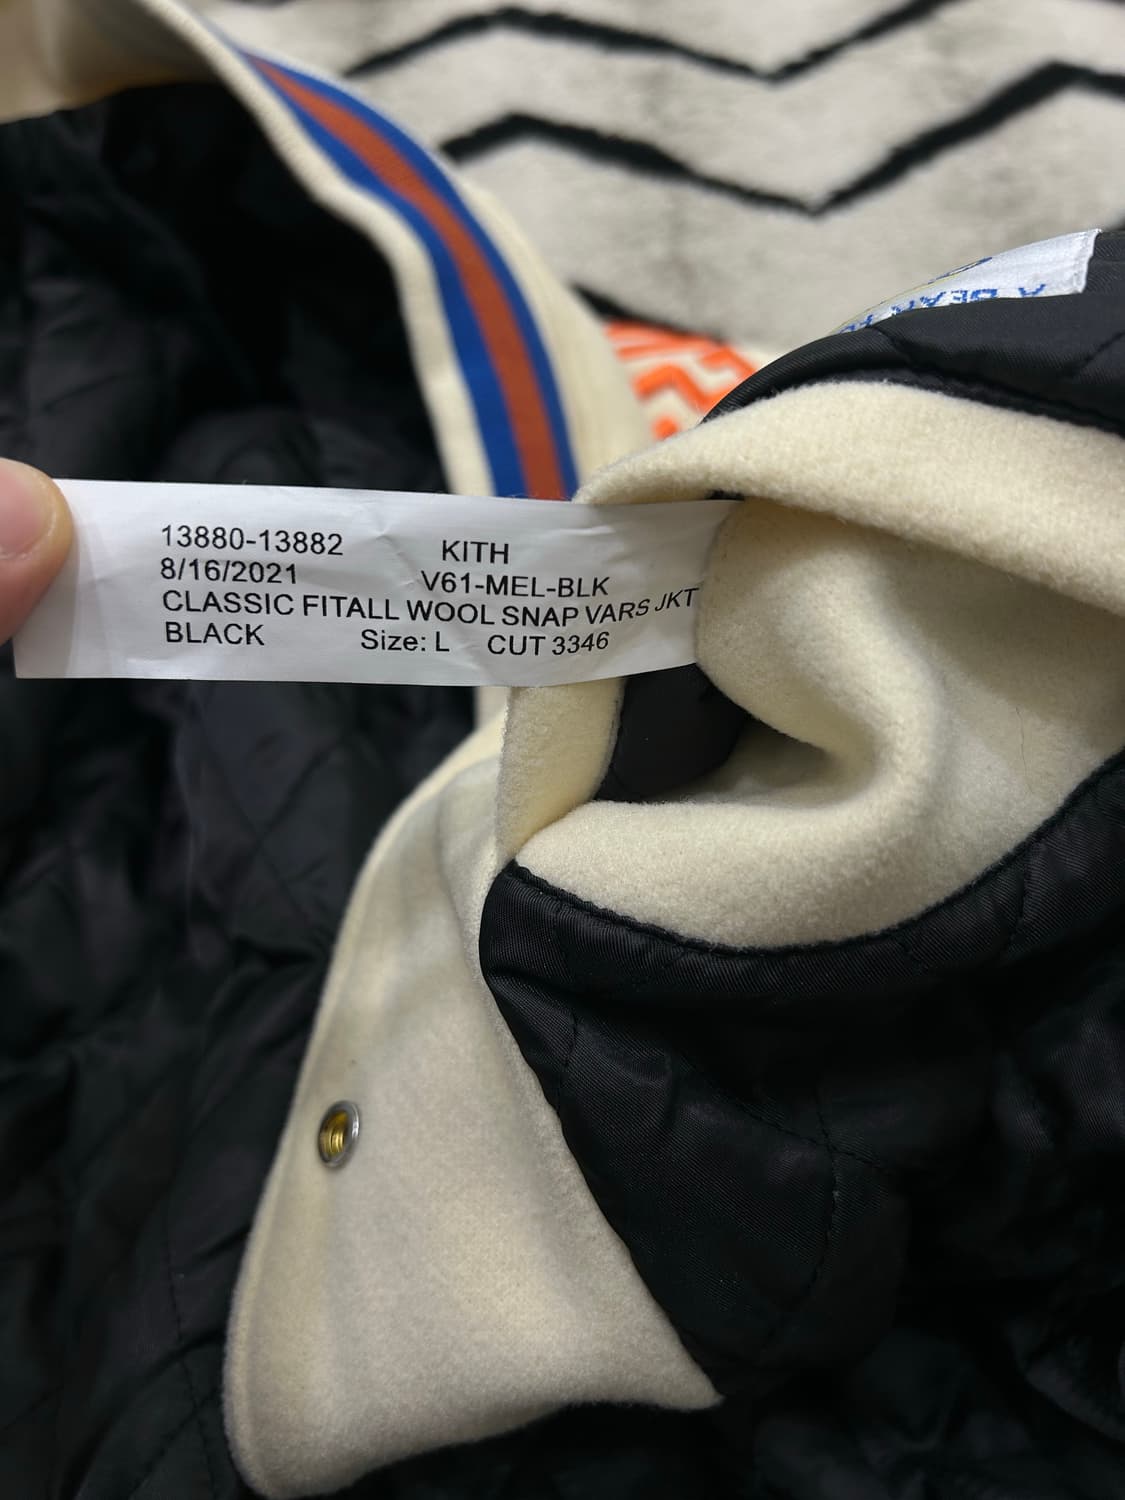 13880-13882 KITH
8/16/2021 V61-MEL-BLK
CLASSIC FITALL WOOL SNAP VARS JKT
BLACK Size: L CUT 3346